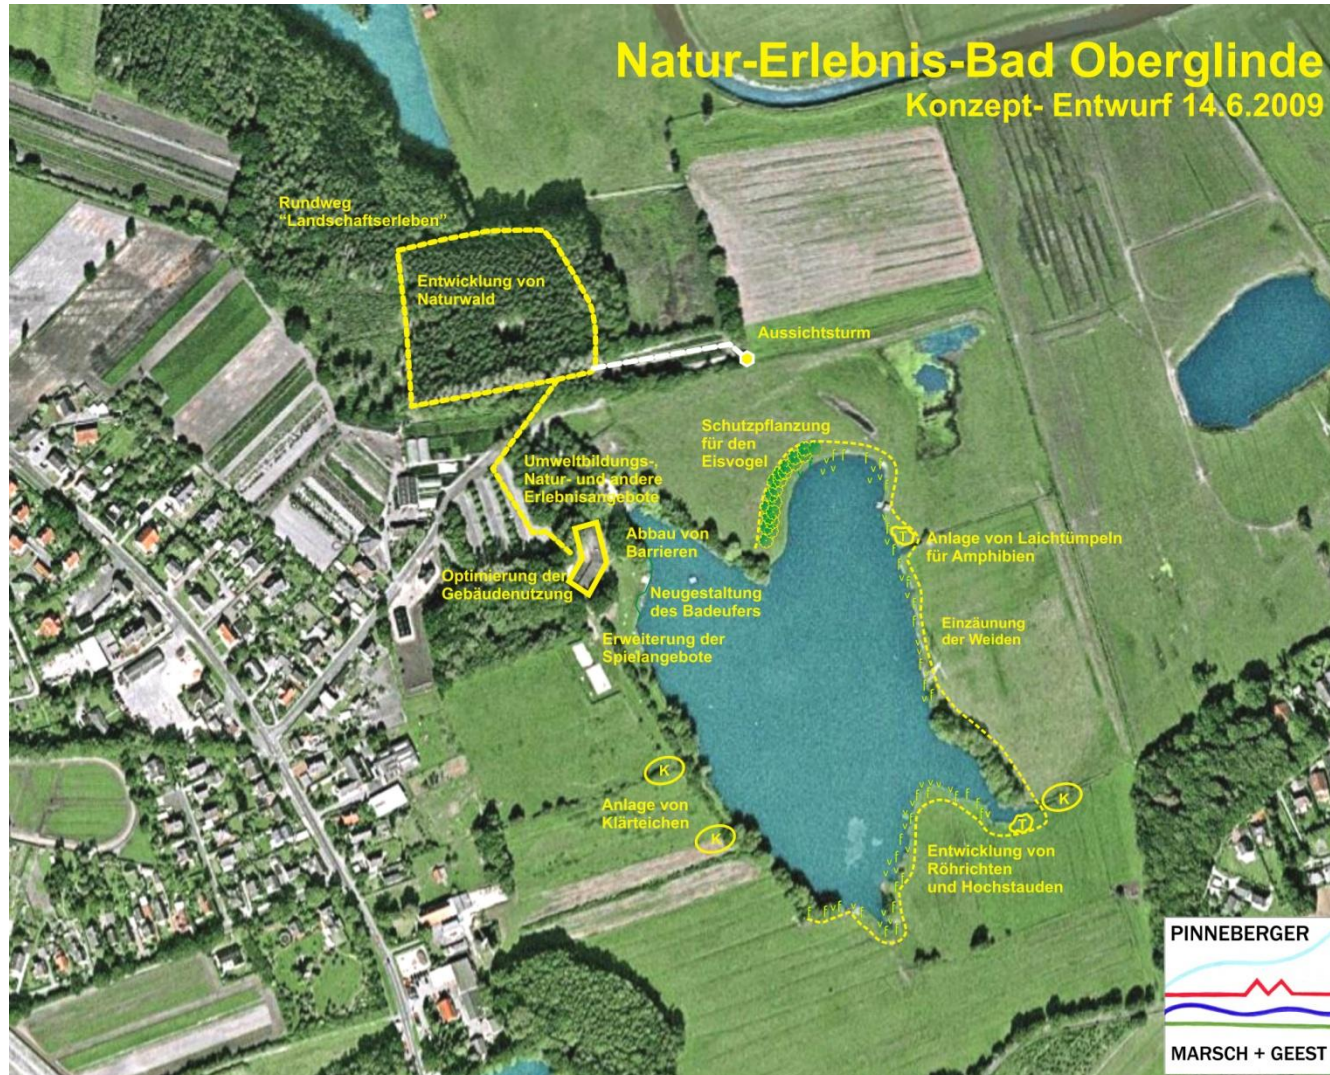 Natur-Erlebnis-Bad Oberglinde
Konzept- Entwurf 14.6.2009
Rundweg
"Landschaftserleben"
Entwicklung von
Naturwald
Aussichtsturm
Schutzpflanzung
für den
Eisvogel
Umweltbildungs-,
Natur- und andere
Erlebnisangebote
Abbau von
Barrieren
Anlage von Laichtümpeln
für Amphibien
T
Optimierung der
Gebäudenutzung
Neugestaltung
des Badeufers
Einzäunung
der Weiden
Erweiterung der
Spielangebote
K
Anlage von
Klärteichen
K
K
T
Entwicklung von
Röhrichten
und Hochstauden
PINNEBERGER
MARSCH + GEEST